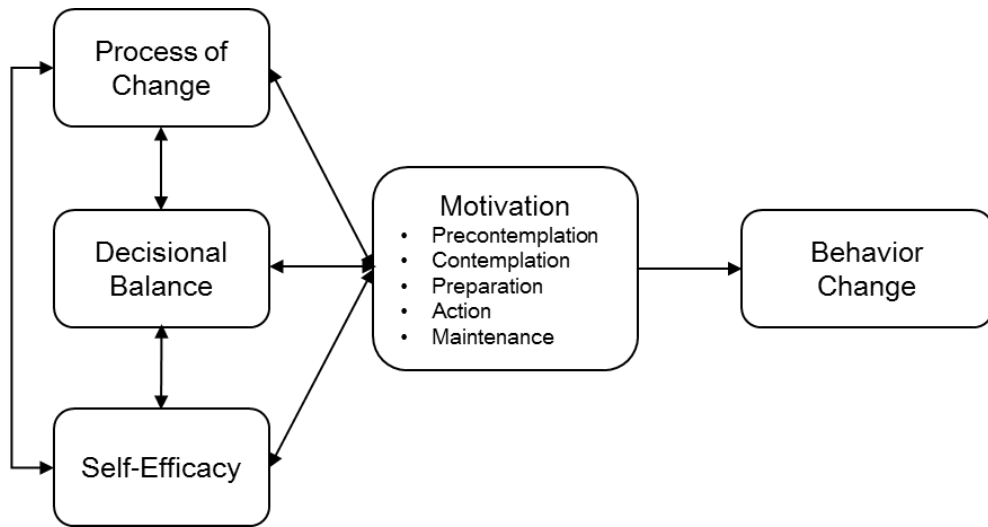 Process of
Change
Decisional
Balance
Self-Efficacy
Motivation
• Precontemplation
• Contemplation
• Preparation
• Action
• Maintenance
Behavior
Change